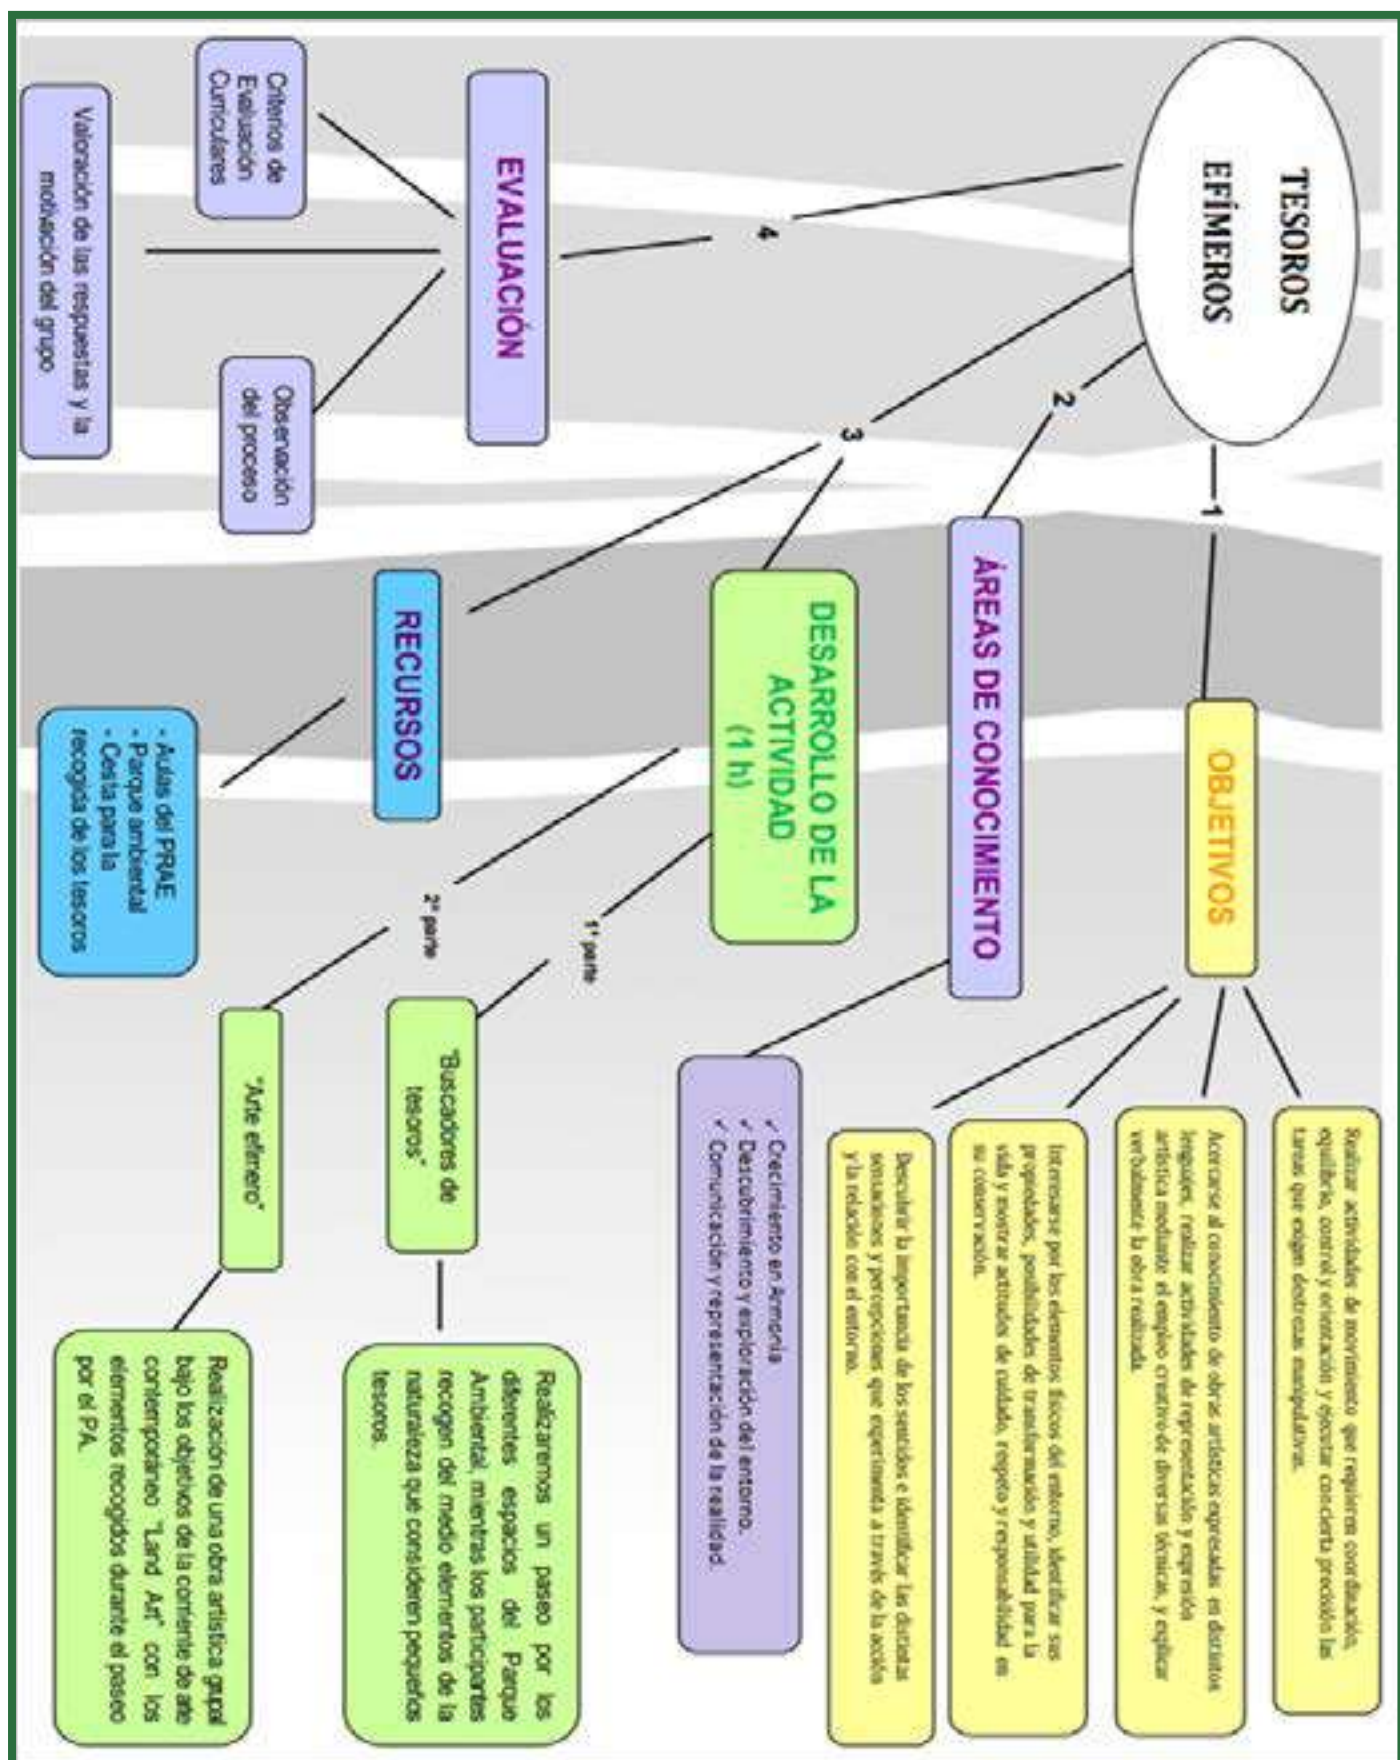 TESOROS
EFÍMEROS
1
OBJETIVOS
Realizar actividades de movimiento que requieren coordinación,
equilibrio, control y orientación y ejecutar con cierta precisión las
tareas que exigen destrezas manipulativas.
Acercarse al conocimiento de obras artísticas expresadas en distintos
lenguajes, realizar actividades de representación y expresión
artística mediante el empleo creativo de diversas técnicas, y explicar
verbalmente la obra realizada.
Interesarse por los elementos físicos del entorno, identificar sus
propiedades, posibilidades de transformación y utilidad para la
vida y mostrar actitudes de cuidado, respeto y responsabilidad en
su conservación.
Descubrir la importancia de los sentidos e identificar las distintas
sensaciones y percepciones que experimenta a través de la acción
y la relación con el entorno.
2
ÁREAS DE CONOCIMIENTO
✓ Crecimiento en Armonía
✓ Descubrimiento y exploración del entorno.
✓ Comunicación y representación de la realidad.
3
DESARROLLO DE LA
ACTIVIDAD
(1 h)
1ª parte
"Buscadores de
tesoros"
Realizaremos un paseo por los
diferentes espacios del Parque
Ambiental, mientras los participantes
recogen del medio elementos de la
naturaleza que consideren pequeños
tesoros.
2ª parte
"Arte efímero"
Realización de una obra artística grupal
bajo los objetivos de la corriente de arte
contemporáneo "Land Art" con los
elementos recogidos durante el paseo
por el PA.
RECURSOS
- Aulas del PRAE
- Parque ambiental
- Cesta para la
recogida de los tesoros
4
EVALUACIÓN
Criterios de
Evaluación
Curriculares
Valoración de las respuestas y la
motivación del grupo.
Observación
del proceso